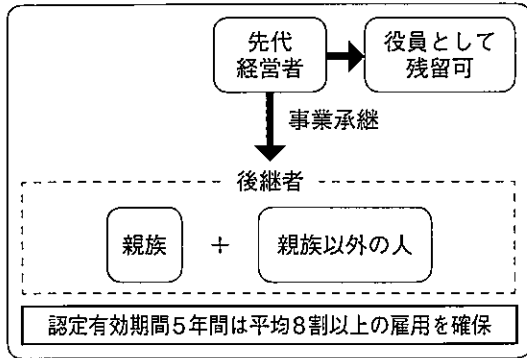 先代
経営者
役員として
残留可
事業承継
後継者
親族
+
親族以外の人
認定有効期間5年間は平均8割以上の雇用を確保